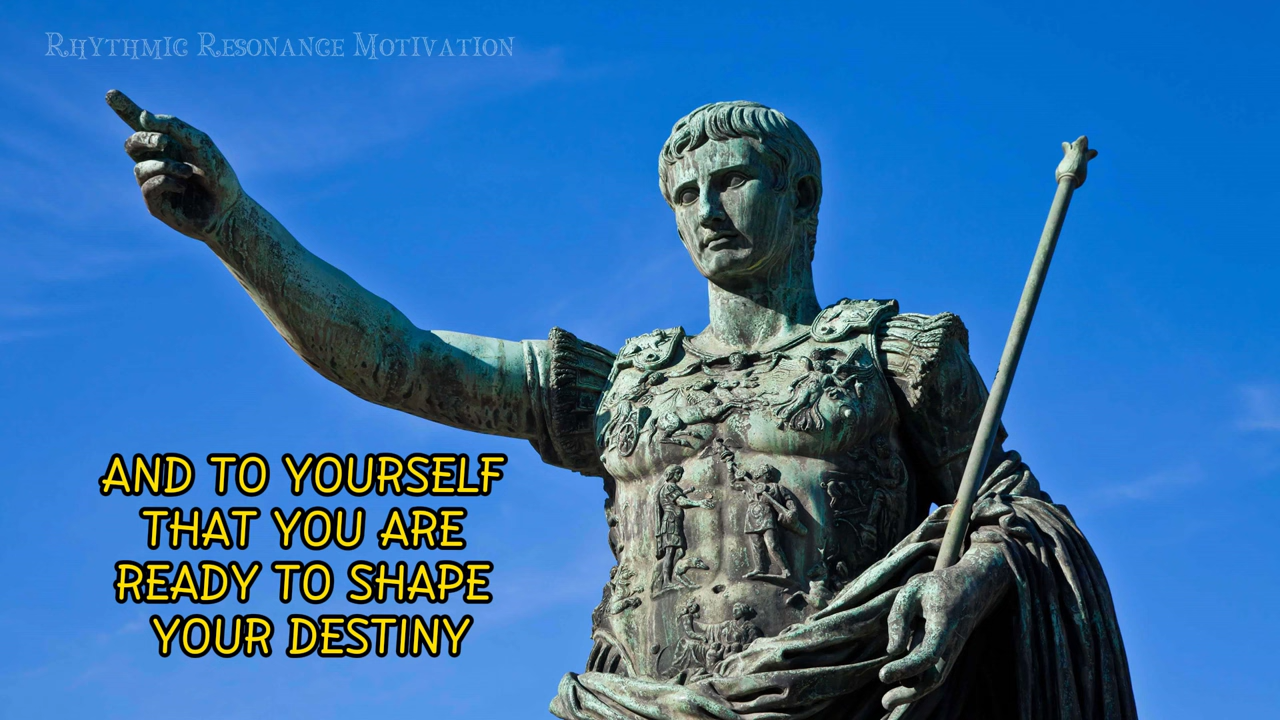 Rhythmic Resonance Motivation
AND TO YOURSELF
THAT YOU ARE
READY TO SHAPE
YOUR DESTINY